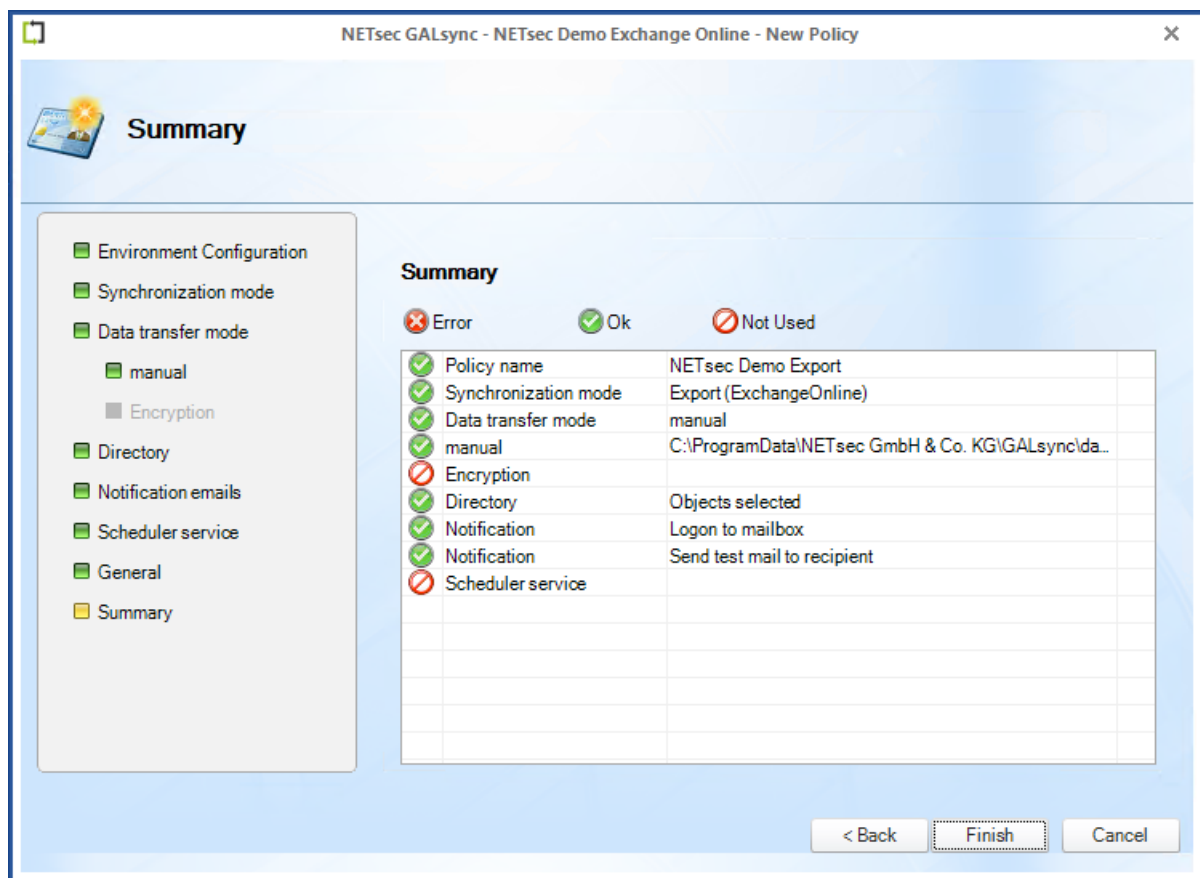 NETsec GALsync - NETsec Demo Exchange Online - New Policy
Summary
Environment Configuration
Synchronization mode
Data transfer mode
manual
Encryption
Directory
Notification emails
Scheduler service
General
Summary
Summary
Error Ok Not Used
Policy name NETsec Demo Export
Synchronization mode Export (ExchangeOnline)
Data transfer mode manual
manual C:\ProgramData\NETsec GmbH & Co. KG\GALsync\da...
Encryption
Directory Objects selected
Notification Logon to mailbox
Notification Send test mail to recipient
Scheduler service
< Back Finish Cancel